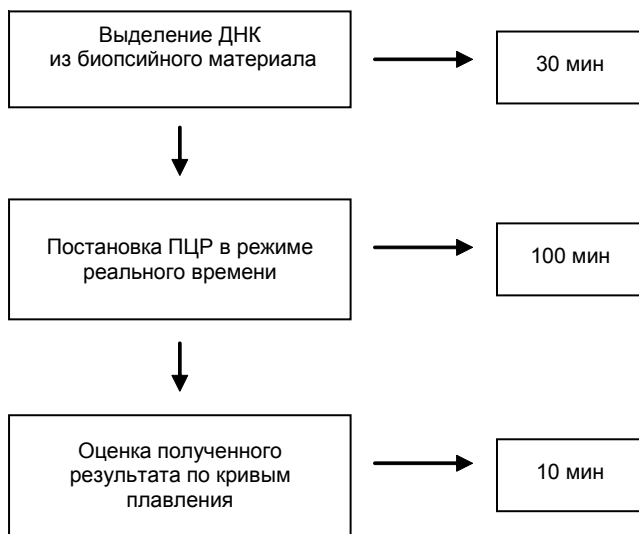 Выделение ДНК
из биопсийного материала
30 мин
Постановка ПЦР в режиме
реального времени
100 мин
Оценка полученного
результата по кривым
плавления
10 мин